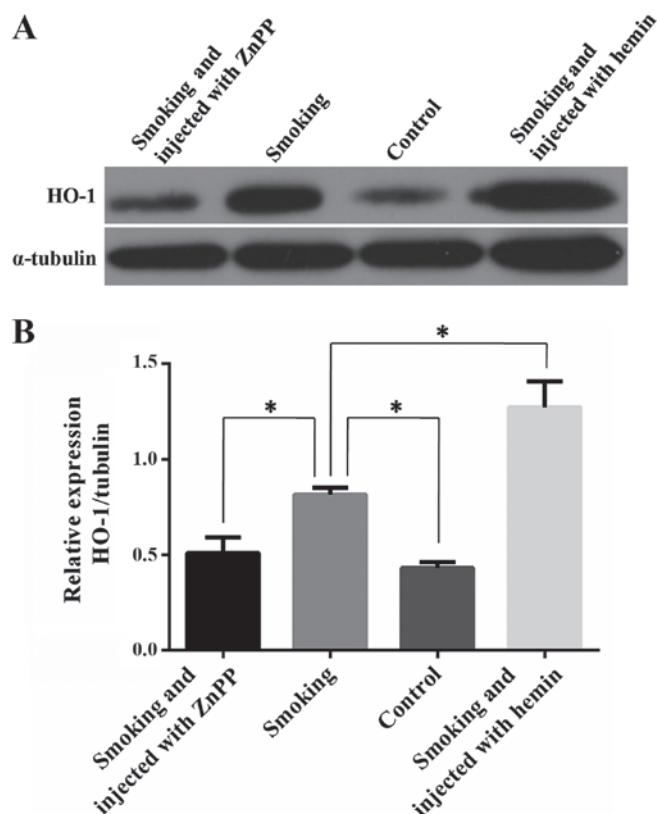 A
Smoking and
injected with ZnPP
Smoking
Control
Smoking and
injected with hemin
HO-1
α-tubulin
B
*
*
*
1.5
1.0
0.5
0.0
Relative expression
HO-1/tubulin
Smoking and
injected with ZnPP
Smoking
Control
Smoking and
injected with hemin